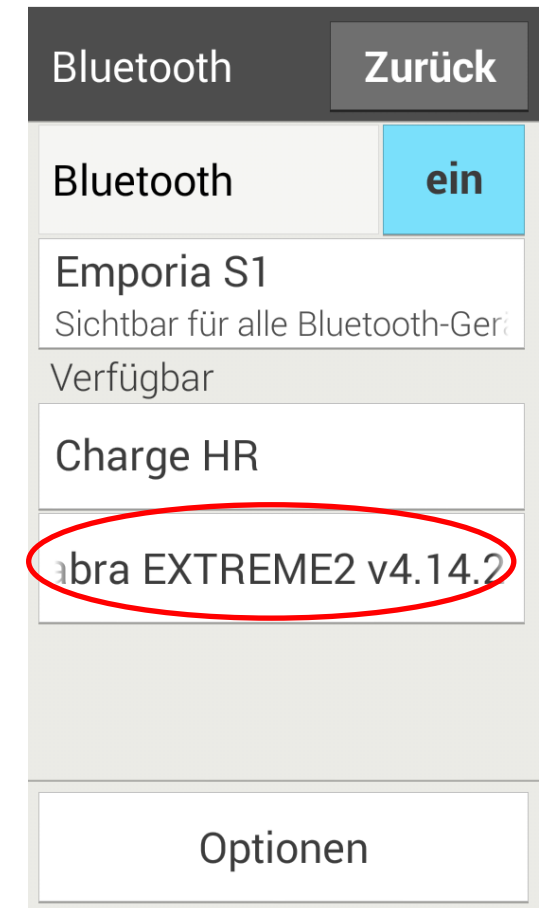 Bluetooth Zurück
Bluetooth ein
Emporia S1
Sichtbar für alle Bluetooth-Ger
Verfügbar
Charge HR
abra EXTREME2 v4.14.2
Optionen